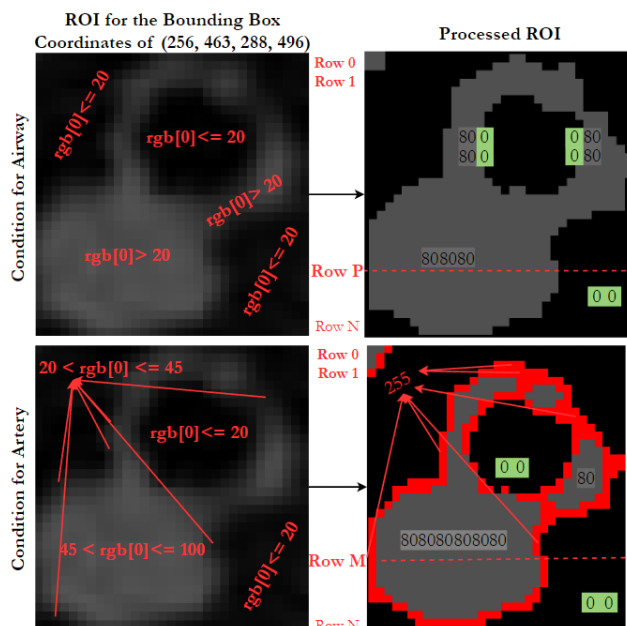 ROI for the Bounding Box
Coordinates of (256, 463, 288, 496)
Processed ROI
Condition for Airway
rgb[0]<= 20
rgb[0]<= 20
rgb[0]> 20
rgb[0]> 20
rgb[0]<= 20
Row 0
Row 1
Row P
Row N
80 0
80 0
0 80
0 80
808080
0 0
Condition for Artery
20 < rgb[0] <= 45
rgb[0]<= 20
45 < rgb[0]<= 100
rgb[0]<= 20
Row 0
Row 1
Row M
Row N
255
0 0
80
80808080808080
0 0